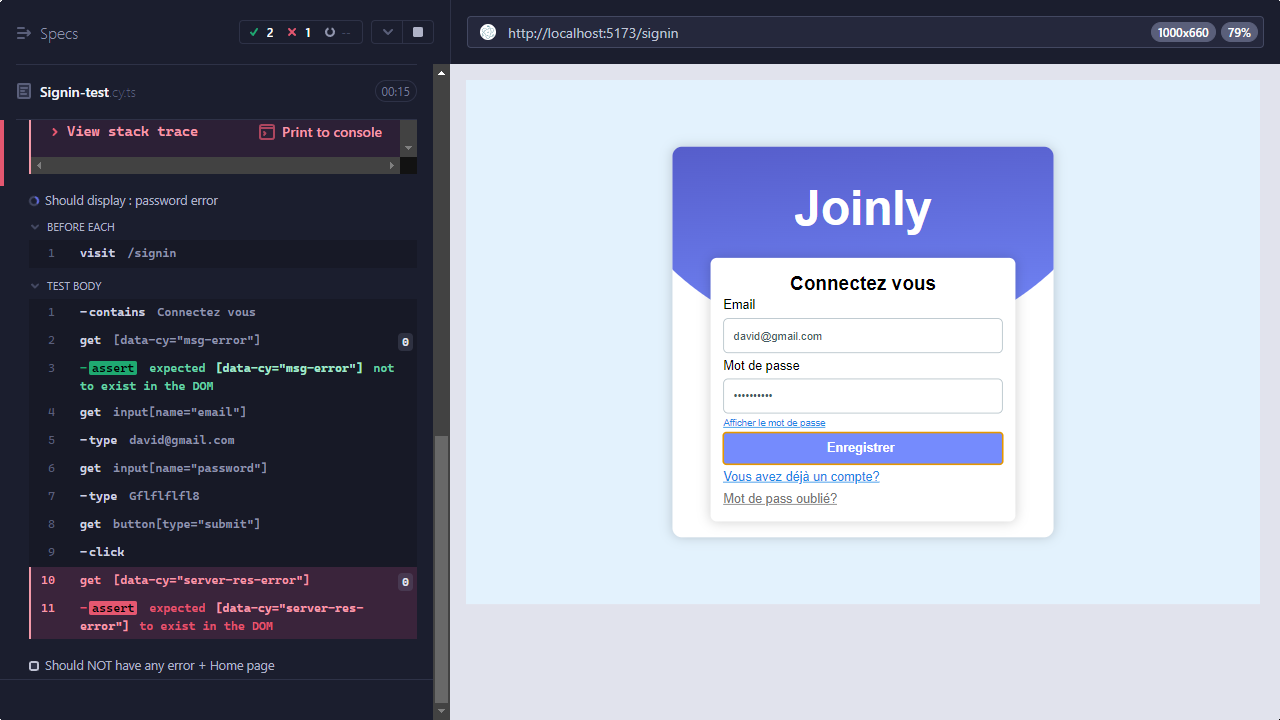 Specs
2 1 --
http://localhost:5173/signin
1000x660 79%
Signin-test cy.ts
00:15
View stack trace
Print to console
Should display : password error
BEFORE EACH
1 visit /signin
TEST BODY
1 -contains Connectez vous
2 get [data-cy="msg-error"] 0
3 -assert expected [data-cy="msg-error"] not
to exist in the DOM
4 get input[name="email"]
5 -type david@gmail.com
6 get input[name="password"]
7 -type Gflflflfl8
8 get button[type="submit"]
9 -click
10 get [data-cy="server-res-error"] 0
11 -assert expected [data-cy="server-res-
error"] to exist in the DOM
Should NOT have any error + Home page
Joinly
Connectez vous
Email
david@gmail.com
Mot de passe
••••••••••
Afficher le mot de passe
Enregistrer
Vous avez déjà un compte?
Mot de pass oublié?